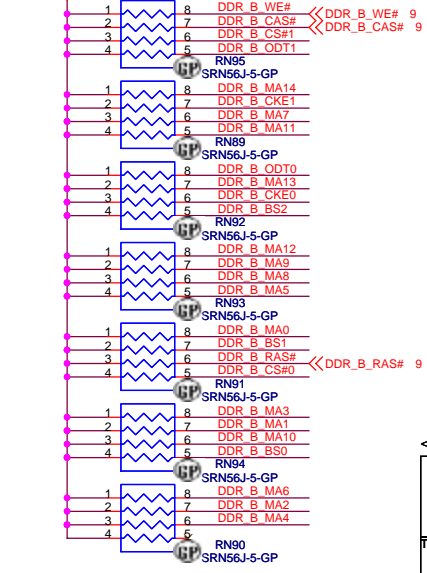 1 8 DDR_B_WE# DDR_B_WE# 9
2 7 DDR_B_CAS# DDR_B_CAS# 9
3 6 DDR_B_CS#1
4 5 DDR_B_ODT1
GP RN95
SRN56J-5-GP
1 8 DDR_B_MA14
2 7 DDR_B_CKE1
3 6 DDR_B_MA7
4 5 DDR_B_MA11
GP RN89
SRN56J-5-GP
1 8 DDR_B_ODT0
2 7 DDR_B_MA13
3 6 DDR_B_CKE0
4 5 DDR_B_BS2
GP RN92
SRN56J-5-GP
1 8 DDR_B_MA12
2 7 DDR_B_MA9
3 6 DDR_B_MA8
4 5 DDR_B_MA5
GP RN93
SRN56J-5-GP
1 8 DDR_B_MA0
2 7 DDR_B_BS1
3 6 DDR_B_RAS# DDR_B_RAS# 9
4 5 DDR_B_CS#0
GP RN91
SRN56J-5-GP
1 8 DDR_B_MA3
2 7 DDR_B_MA1
3 6 DDR_B_MA10
4 5 DDR_B_BS0
GP RN94
SRN56J-5-GP
1 8 DDR_B_MA6
2 7 DDR_B_MA2
3 6 DDR_B_MA4
4 5
GP RN90
SRN56J-5-GP